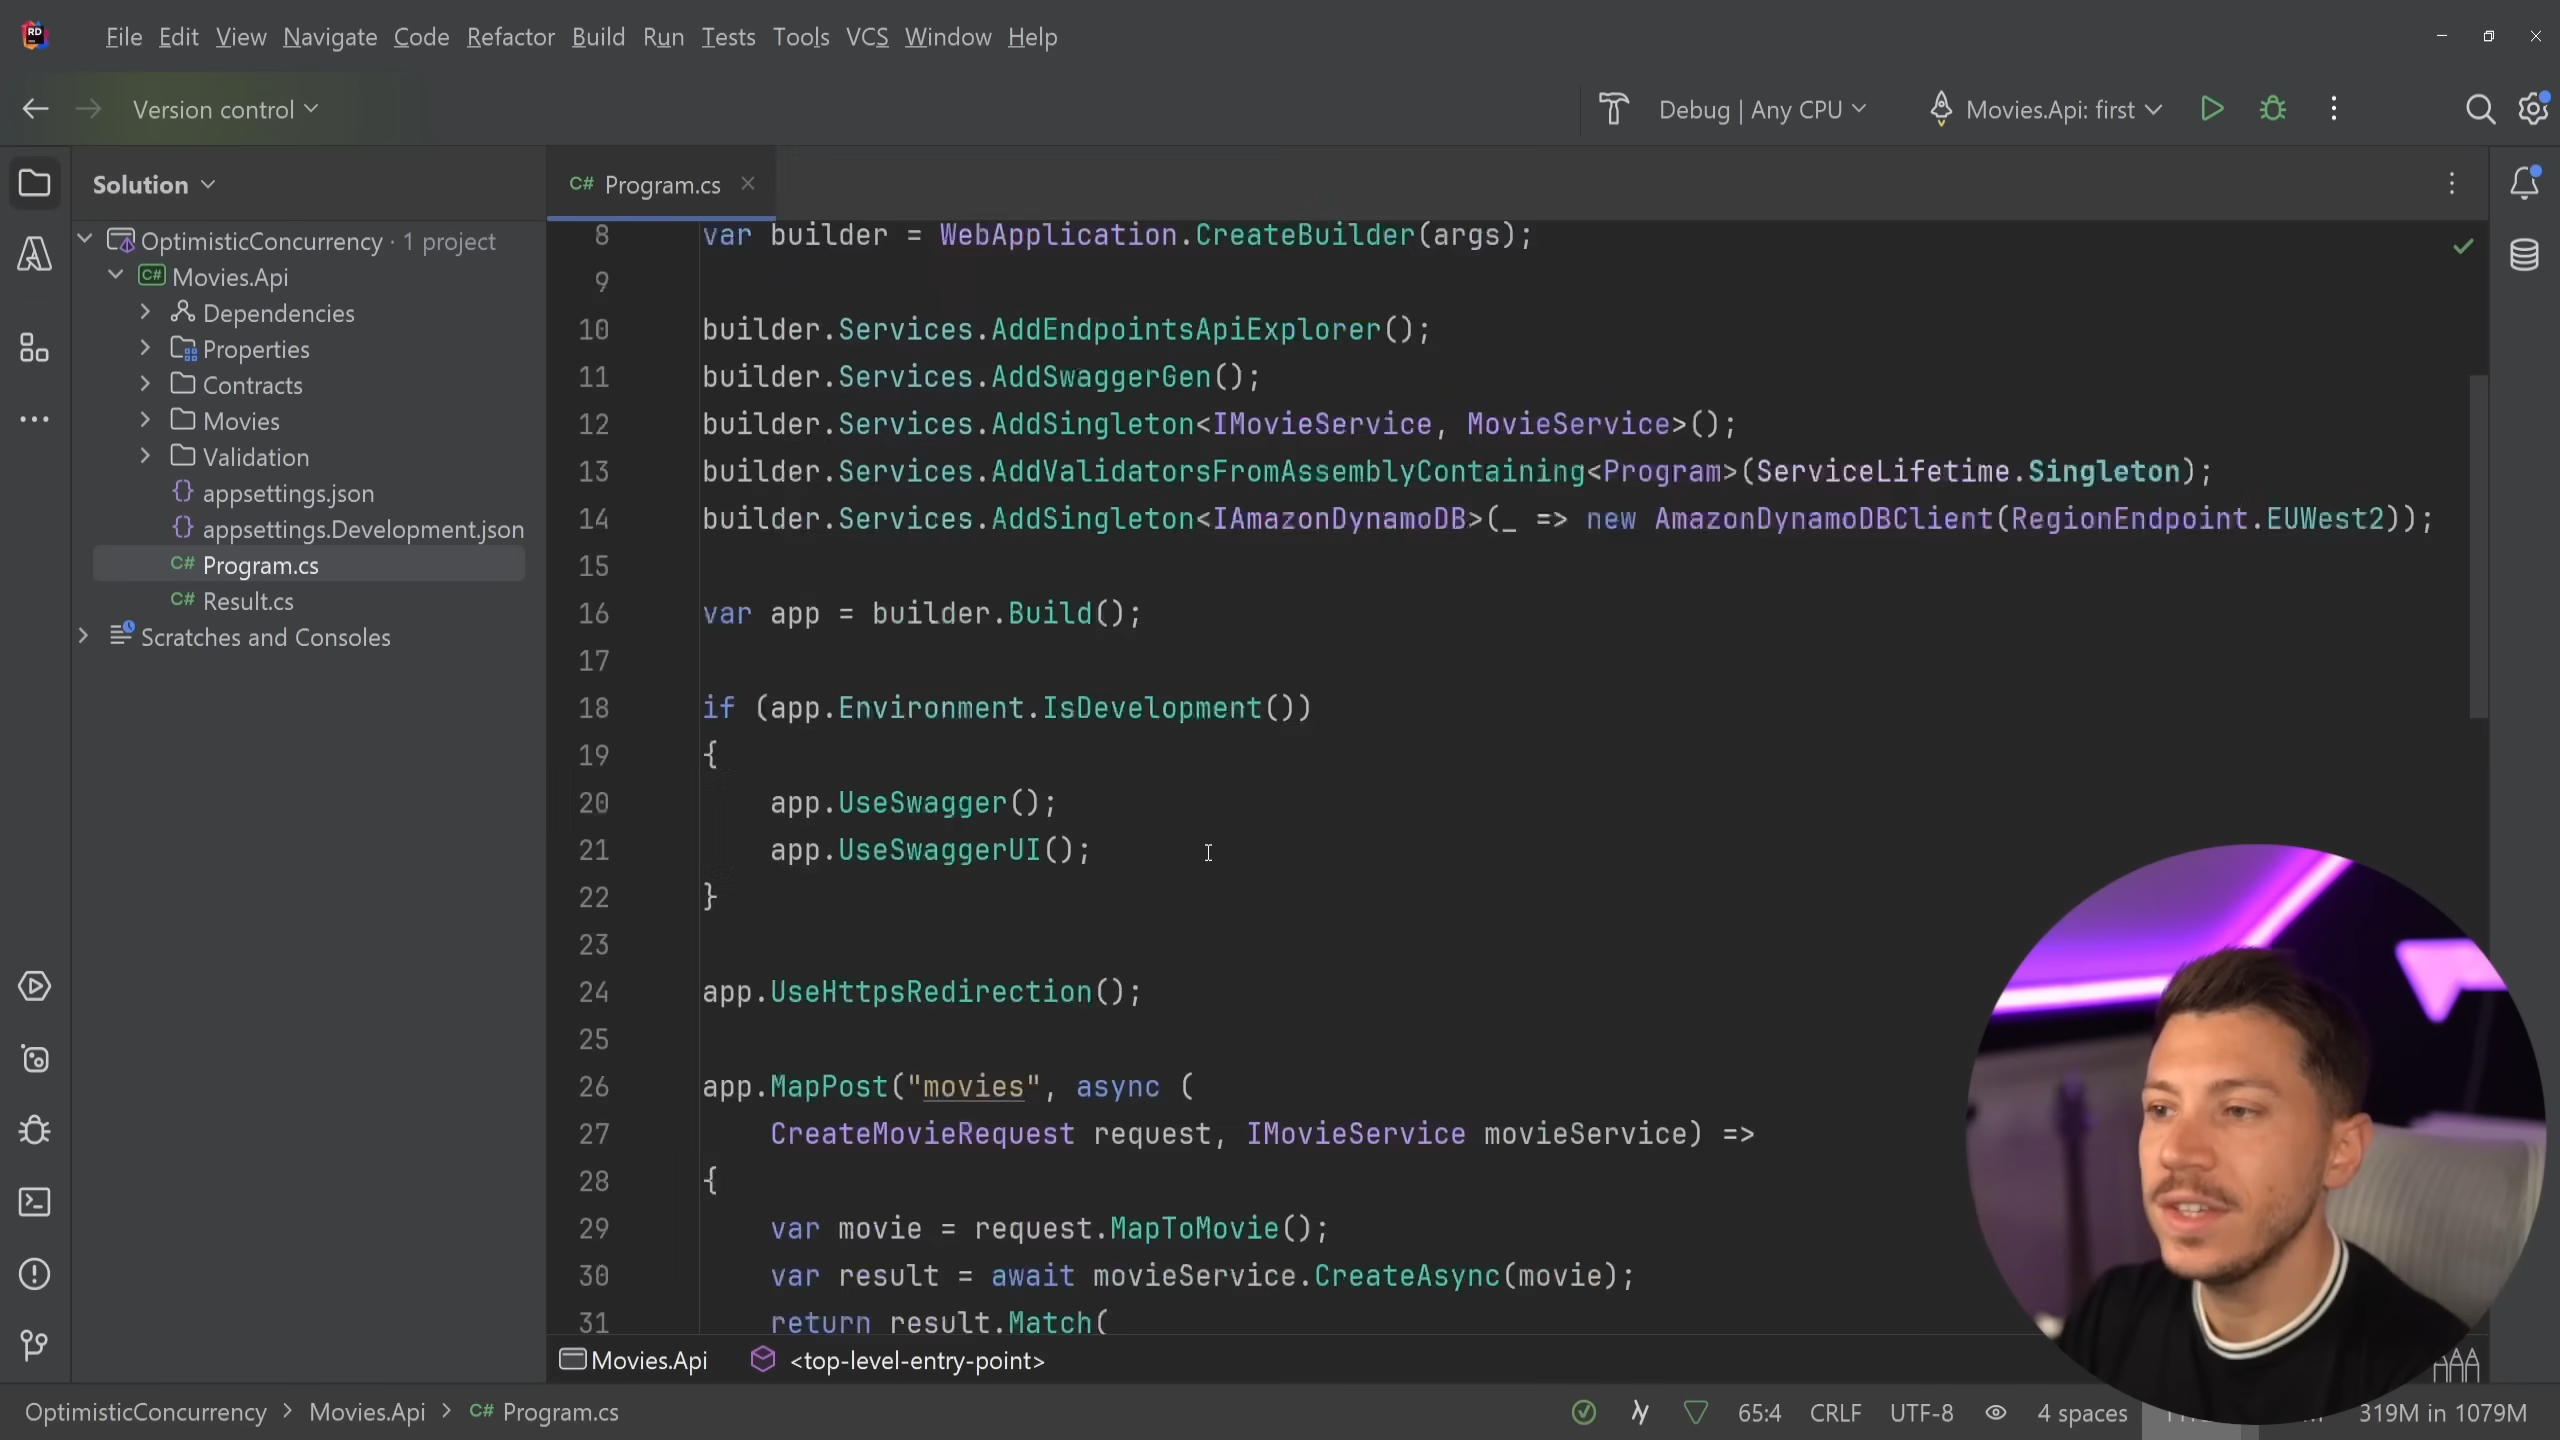 RD
File Edit View Navigate Code Refactor Build Run Tests Tools VCS Window Help
Version control
Debug | Any CPU
Movies.Api: first
Solution
C# Program.cs
OptimisticConcurrency · 1 project
C# Movies.Api
Dependencies
Properties
Contracts
Movies
Validation
{} appsettings.json
{} appsettings.Development.json
C# Program.cs
C# Result.cs
Scratches and Consoles
8 var builder = WebApplication.CreateBuilder(args);
9
10 builder.Services.AddEndpointsApiExplorer();
11 builder.Services.AddSwaggerGen();
12 builder.Services.AddSingleton<IMovieService, MovieService>();
13 builder.Services.AddValidatorsFromAssemblyContaining<Program>(ServiceLifetime.Singleton);
14 builder.Services.AddSingleton<IAmazonDynamoDB>(_ => new AmazonDynamoDBClient(RegionEndpoint.EUWest2));
15
16 var app = builder.Build();
17
18 if (app.Environment.IsDevelopment())
19 {
20 app.UseSwagger();
21 app.UseSwaggerUI();
22 }
23
24 app.UseHttpsRedirection();
25
26 app.MapPost("movies", async (
27 CreateMovieRequest request, IMovieService movieService) =>
28 {
29 var movie = request.MapToMovie();
30 var result = await movieService.CreateAsync(movie);
31 return result.Match(
Movies.Api <top-level-entry-point>
OptimisticConcurrency > Movies.Api > C# Program.cs
65:4 CRLF UTF-8 4 spaces
319M in 1079M